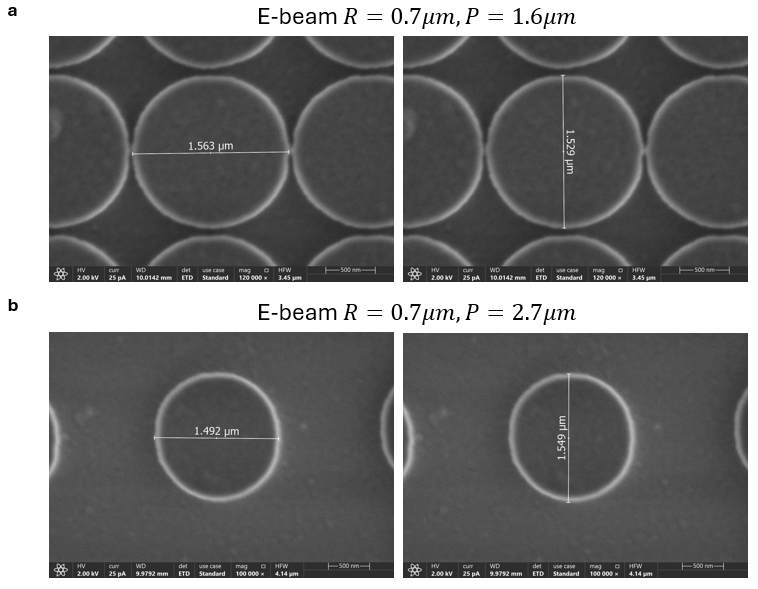 a
E-beam R = 0.7μm, P = 1.6μm
1.563 µm
HV curr WD det use case mag HFW
2.00 kV 25 pA 10.0142 mm ETD Standard 120 000 × 3.45 µm
500 nm
1.529 µm
HV curr WD det use case mag HFW
2.00 kV 25 pA 10.0142 mm ETD Standard 120 000 × 3.45 µm
500 nm
b
E-beam R = 0.7μm, P = 2.7μm
1.492 µm
HV curr WD det use case mag HFW
2.00 kV 25 pA 9.9792 mm ETD Standard 100 000 × 4.14 µm
500 nm
1.549 µm
HV curr WD det use case mag HFW
2.00 kV 25 pA 9.9792 mm ETD Standard 100 000 × 4.14 µm
500 nm